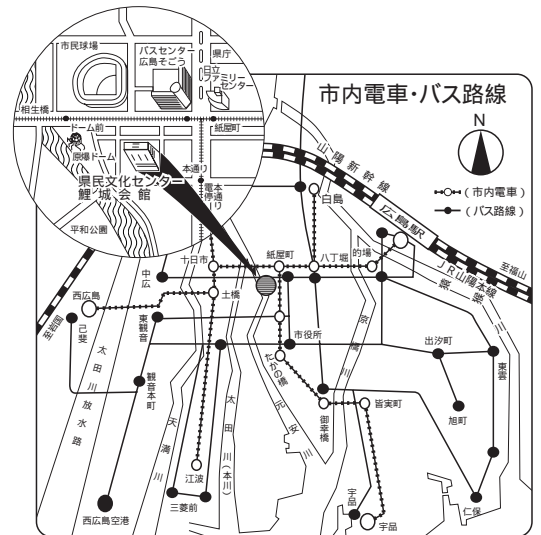 市内電車・バス路線
N
(市内電車)
(バス路線)
市民球場
バスセンター
広島そごう
県庁
日立
ファミリー
センター
相生橋
ドーム前
紙屋町
原爆ドーム
本通り
県民文化センター
鯉城会館
電停
本通り
平和公園
山陽新幹線
広島駅
至福山
JR山陽本線
白島
十日市
紙屋町
八丁堀
的場
中広
西広島
土橋
至岩国
己斐
東観音
市役所
京橋川
猿猴川
出汐町
東雲
太田川放水路
観音本町
たかの橋
天満川
太田川(本川)
元安川
御幸橋
皆実町
旭町
江波
西広島空港
三菱前
宇品
宇品
仁保